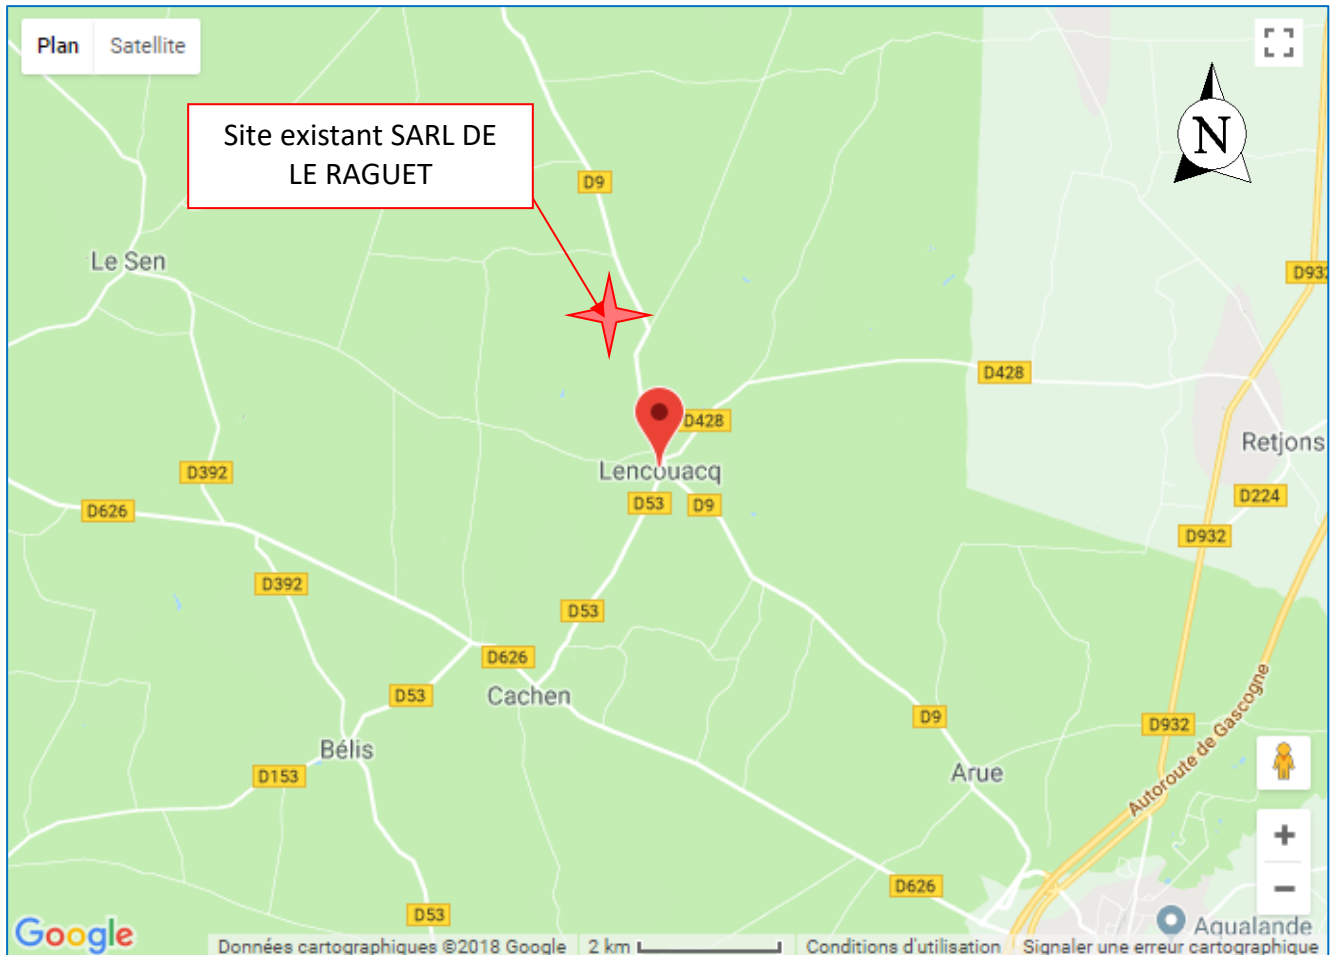 Plan Satellite
Site existant SARL DE
LE RAGUET
N
D9
Le Sen
D932
D428
D428
Retjons
Lencouacq
D392
D224
D53 D9
D626
D932
D392
D53
D626
Cachen
D53
D9
D932
Bélis
Autoroute de Gascogne
Arue
D153
+
D626
−
D53
Aqualande
Google
Données cartographiques ©2018 Google 2 km Conditions d'utilisation Signaler une erreur cartographique